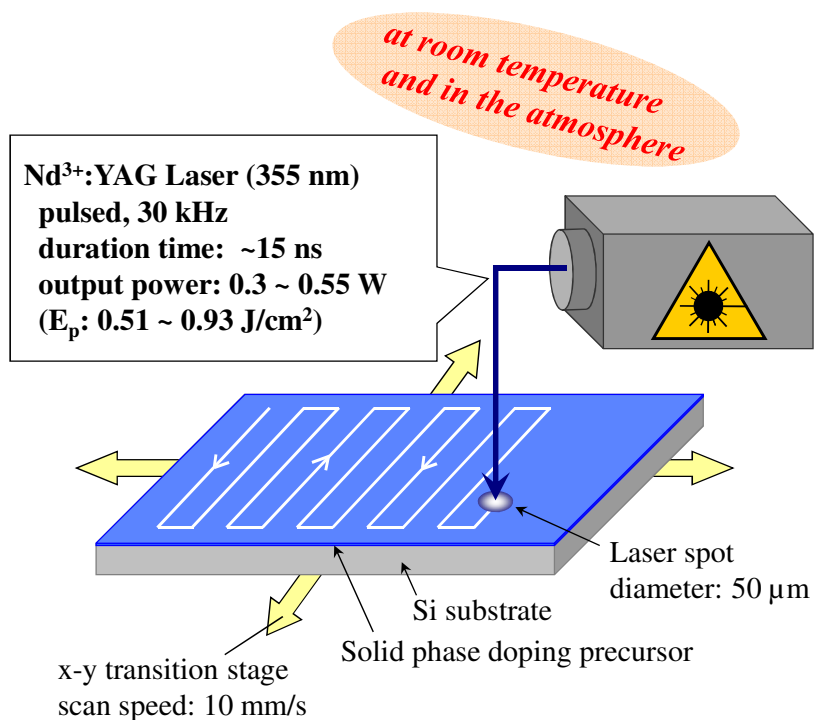 at room temperature
and in the atmosphere
Nd³⁺:YAG Laser (355 nm)
pulsed, 30 kHz
duration time: ~15 ns
output power: 0.3 ~ 0.55 W
(Eₚ: 0.51 ~ 0.93 J/cm²)
Laser spot
diameter: 50 µm
Si substrate
Solid phase doping precursor
x-y transition stage
scan speed: 10 mm/s